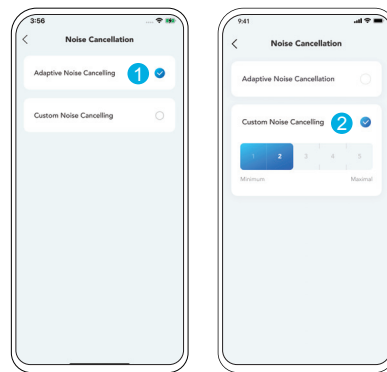 3:56
Noise Cancellation
Adaptive Noise Cancelling
1
Custom Noise Cancelling
9:41
Noise Cancellation
Adaptive Noise Cancellation
Custom Noise Cancelling
2
1 2 3 4 5
Minimum Maximal